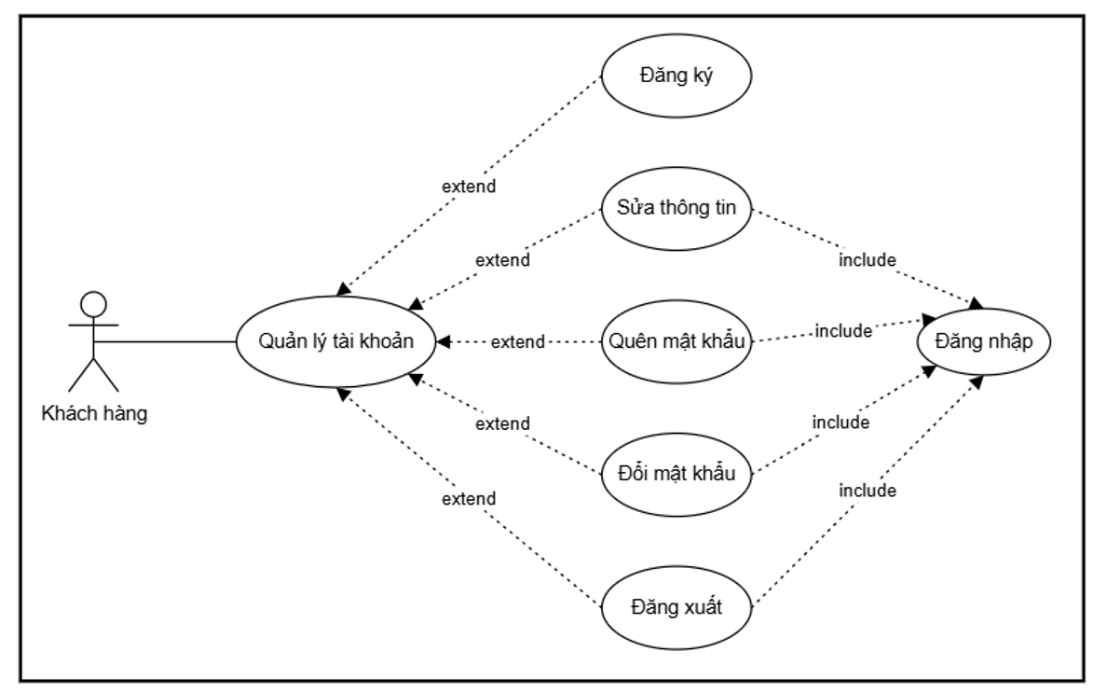 Đăng ký
extend
Sửa thông tin
extend
include
Quản lý tài khoản
extend
Quên mật khẩu
include
Đăng nhập
Khách hàng
extend
include
Đổi mật khẩu
extend
include
Đăng xuất